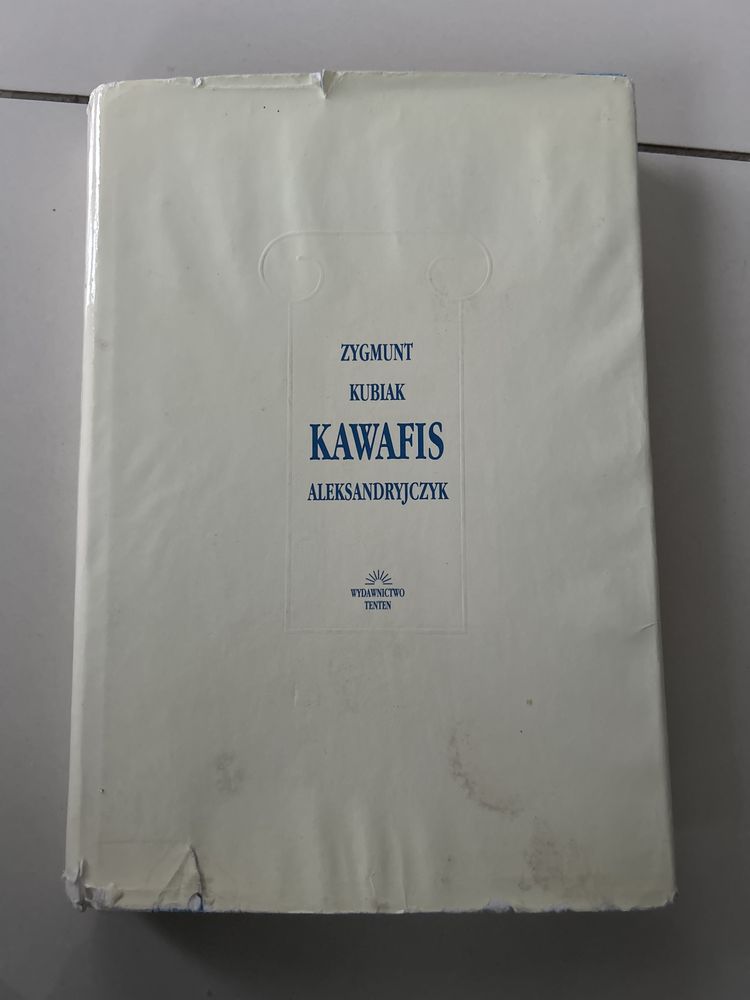 ZYGMUNT
KUBIAK
KAWAFIS
ALEKSANDRYJCZYK
WYDAWNICTWO
TENTEN